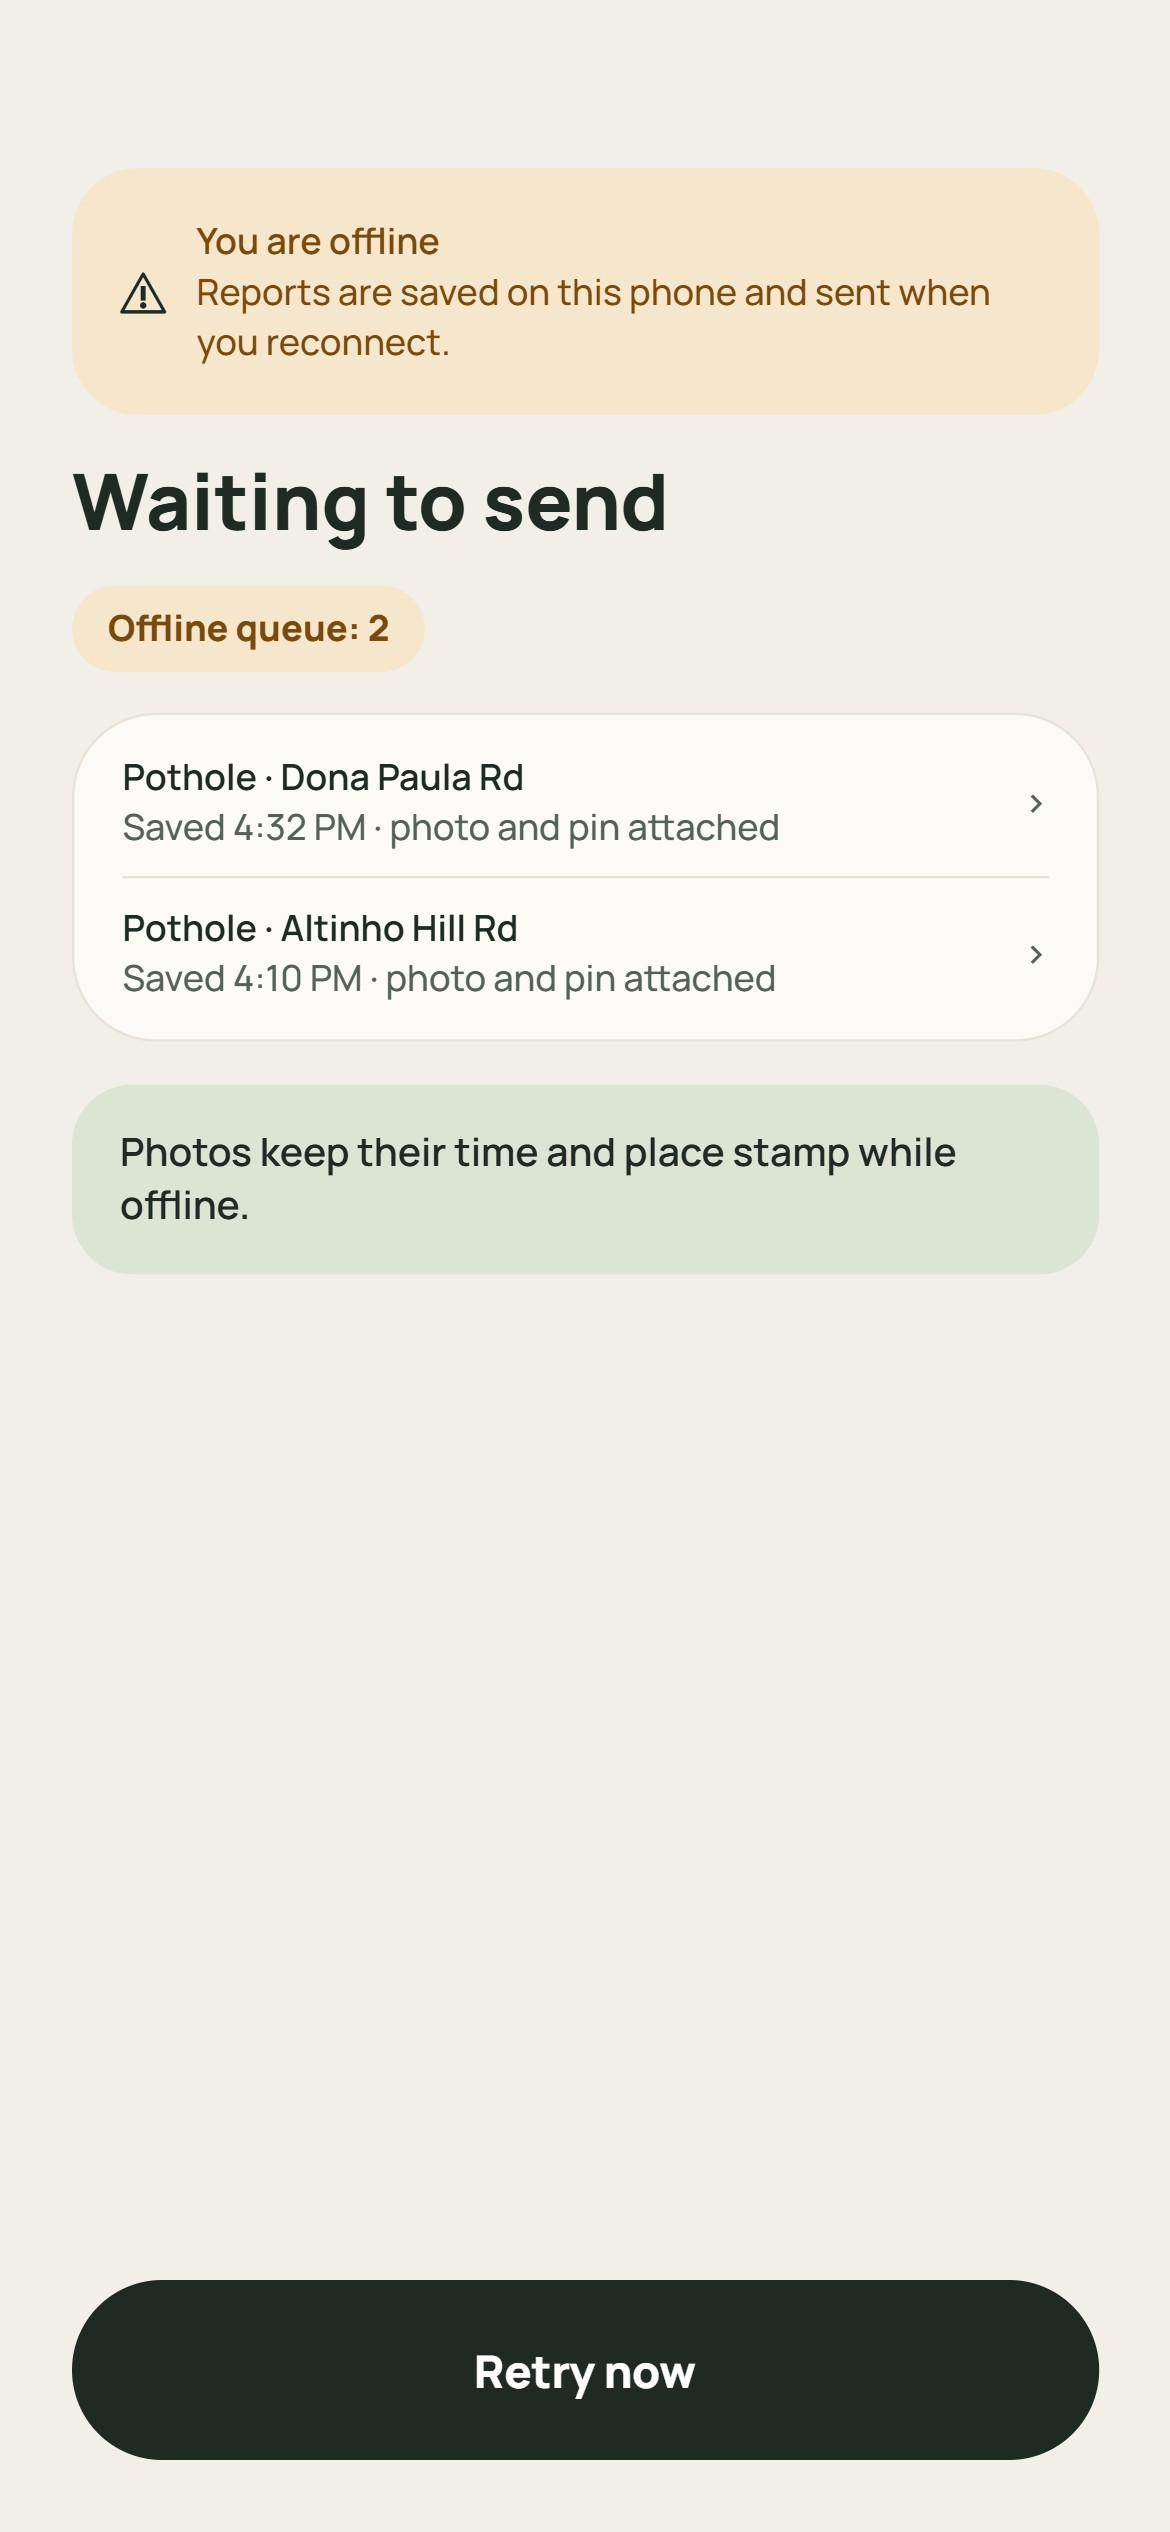 You are offline
Reports are saved on this phone and sent when
you reconnect.
Waiting to send
Offline queue: 2
Pothole · Dona Paula Rd
Saved 4:32 PM · photo and pin attached
Pothole · Altinho Hill Rd
Saved 4:10 PM · photo and pin attached
Photos keep their time and place stamp while
offline.
Retry now